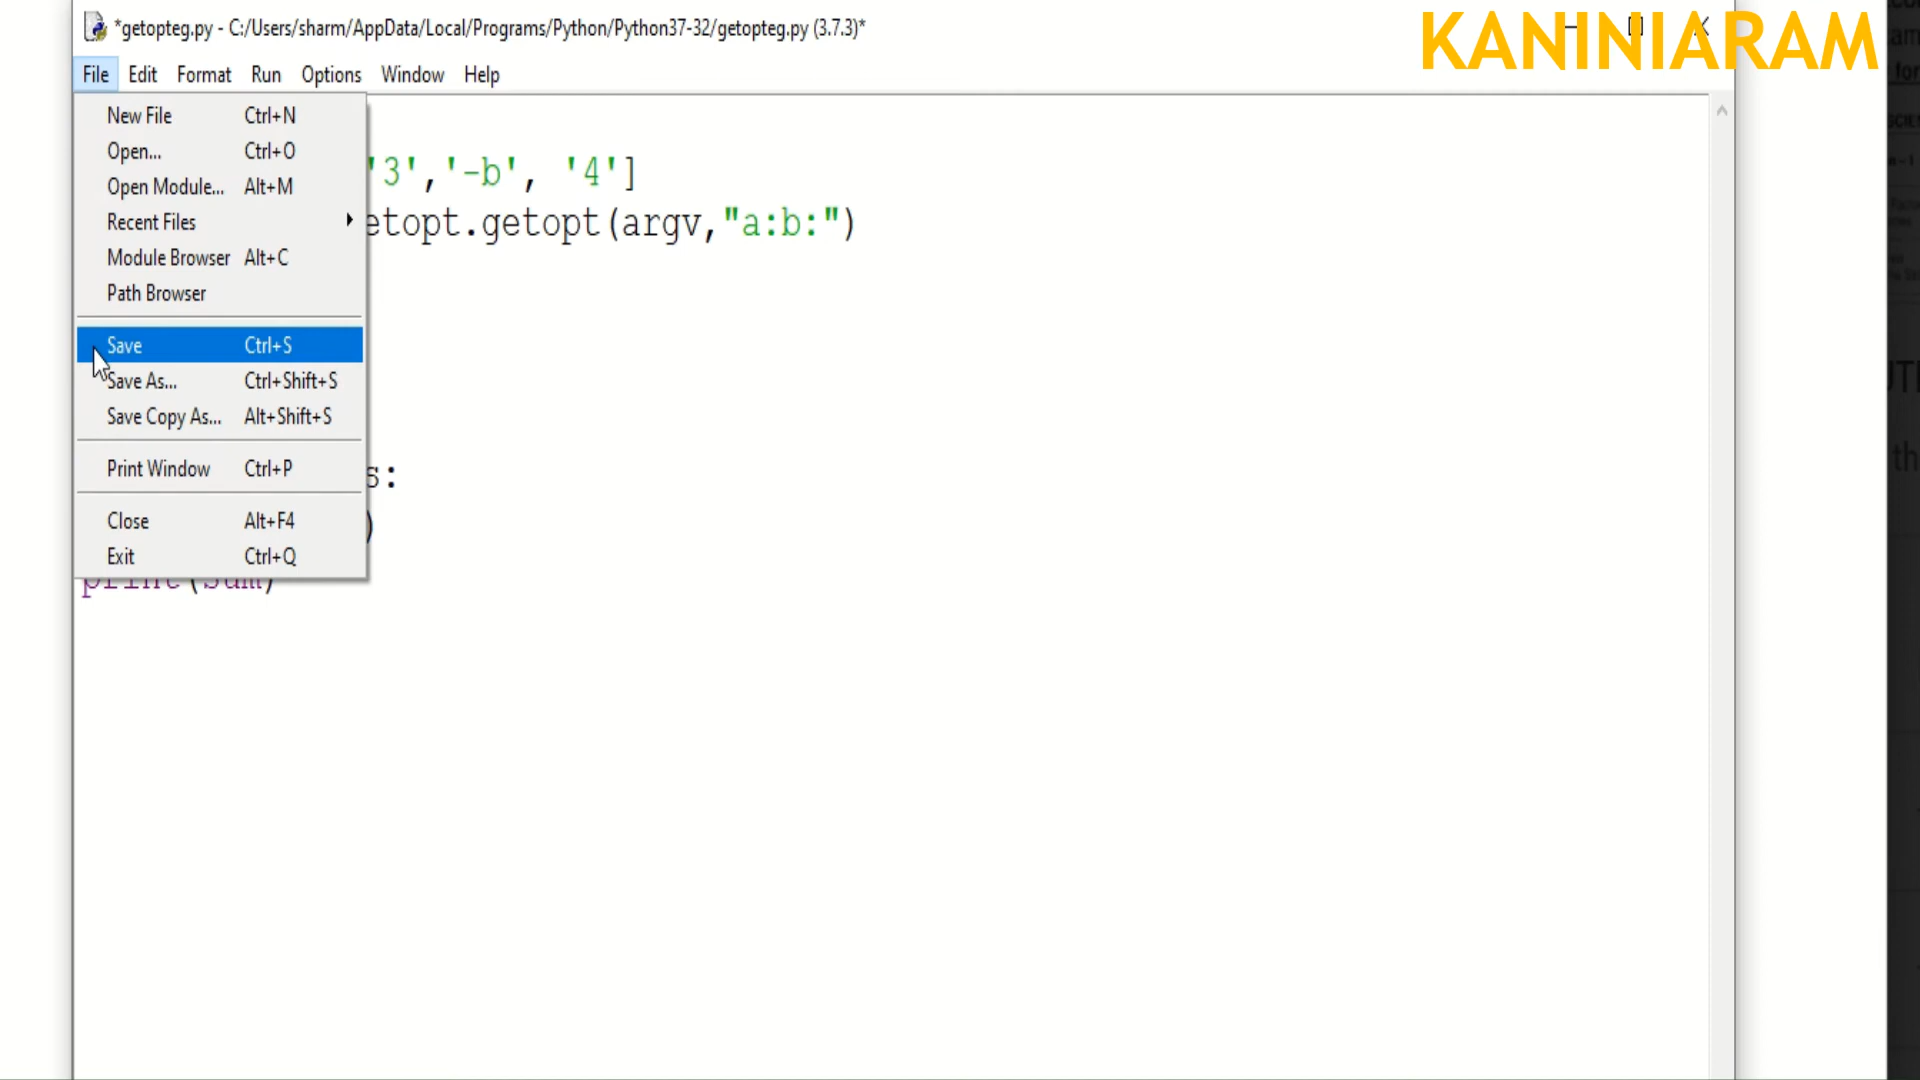 *getopteg.py - C:/Users/sharm/AppData/Local/Programs/Python/Python37-32/getopteg.py (3.7.3)*
KANINIARAM
File Edit Format Run Options Window Help
New File Ctrl+N
Open... Ctrl+O
Open Module... Alt+M
Recent Files
Module Browser Alt+C
Path Browser
Save Ctrl+S
Save As... Ctrl+Shift+S
Save Copy As... Alt+Shift+S
Print Window Ctrl+P
Close Alt+F4
Exit Ctrl+Q
'3','-b', '4']
etopt.getopt(argv,"a:b:")
s:
)
print(sum)